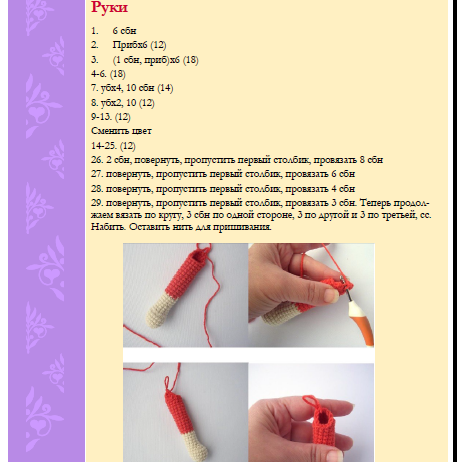 Руки
1. 6 сбн
2. Прибх6 (12)
3. (1 сбн, приб)х6 (18)
4-6. (18)
7. убх4, 10 сбн (14)
8. убх2, 10 (12)
9-13. (12)
Сменить цвет
14-25. (12)
26. 2 сбн, повернуть, пропустить первый столбик, провязать 8 сбн
27. повернуть, пропустить первый столбик, провязать 6 сбн
28. повернуть, пропустить первый столбик, провязать 4 сбн
29. повернуть, пропустить первый столбик, провязать 3 сбн. Теперь продол-
жаем вязать по кругу, 3 сбн по одной стороне, 3 по другой и 3 по третьей, сс.
Набить. Оставить нить для пришивания.